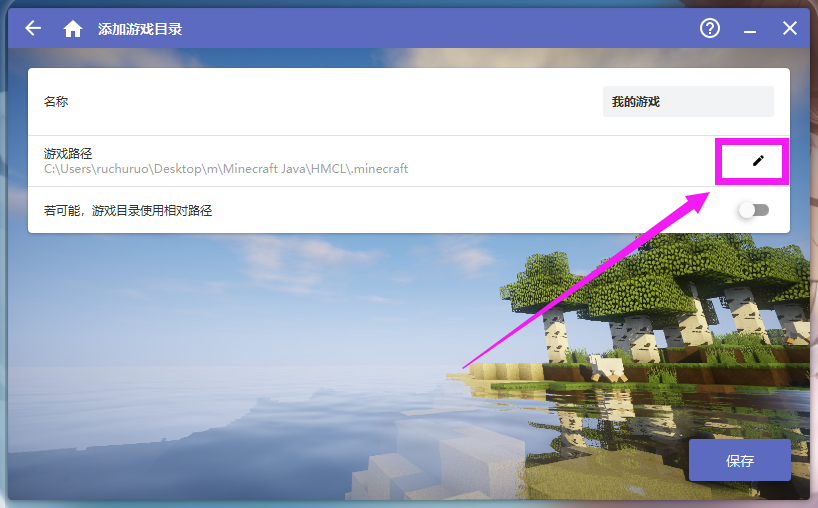 添加游戏目录
名称
我的游戏
游戏路径
C:\Users\ruchuruo\Desktop\m\Minecraft Java\HMCL\.minecraft
若可能，游戏目录使用相对路径
保存